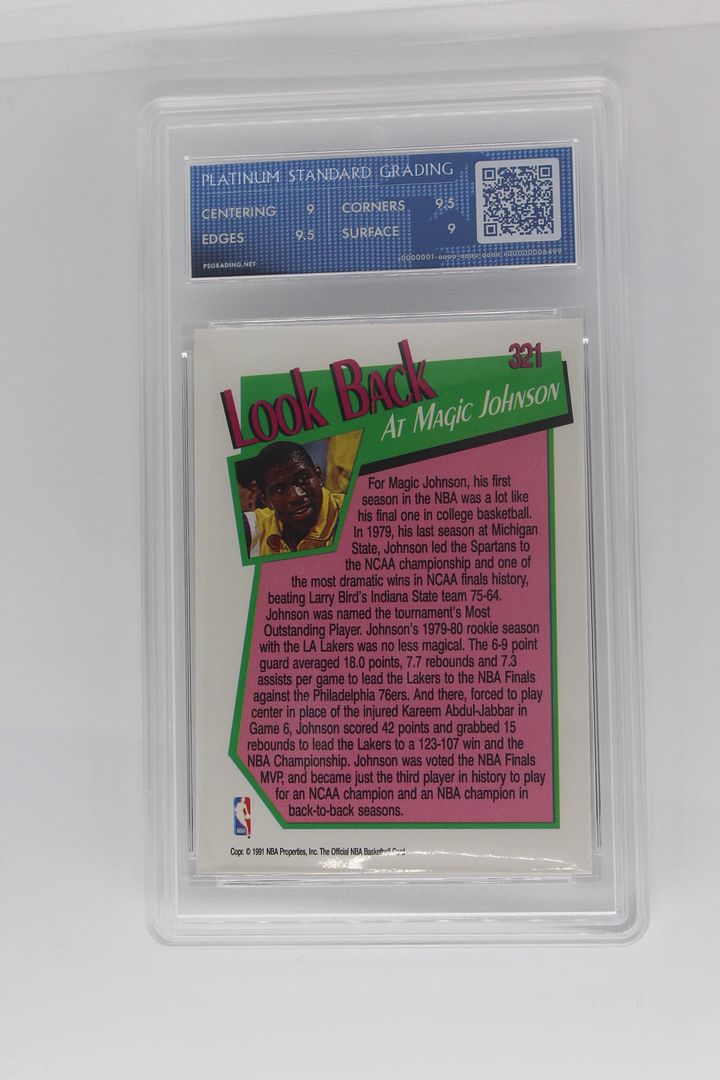 PLATINUM STANDARD GRADING
CENTERING 9 CORNERS 9.5
EDGES 9.5 SURFACE 9
PSGRADING.NET
321
Look Back
At Magic Johnson
For Magic Johnson, his first
season in the NBA was a lot like
his final one in college basketball.
In 1979, his last season at Michigan
State, Johnson led the Spartans to
the NCAA championship and one of
the most dramatic wins in NCAA finals history,
beating Larry Bird's Indiana State team 75-64.
Johnson was named the tournament's Most
Outstanding Player. Johnson's 1979-80 rookie season
with the LA Lakers was no less magical. The 6-9 point
guard averaged 18.0 points, 7.7 rebounds and 7.3
assists per game to lead the Lakers to the NBA Finals
against the Philadelphia 76ers. And there, forced to play
center in place of the injured Kareem Abdul-Jabbar in
Game 6, Johnson scored 42 points and grabbed 15
rebounds to lead the Lakers to a 123-107 win and the
NBA Championship. Johnson was voted the NBA Finals
MVP, and became just the third player in history to play
for an NCAA champion and an NBA champion in
back-to-back seasons.
Copr. © 1991 NBA Properties, Inc. The Official NBA Basketball Card